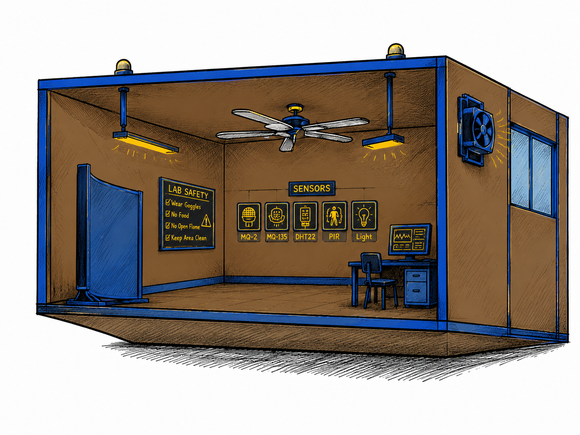 LAB SAFETY
Wear Goggles
No Food
No Open Flame
Keep Area Clean
SENSORS
MQ-2
MQ-135
DHT22
PIR
Light